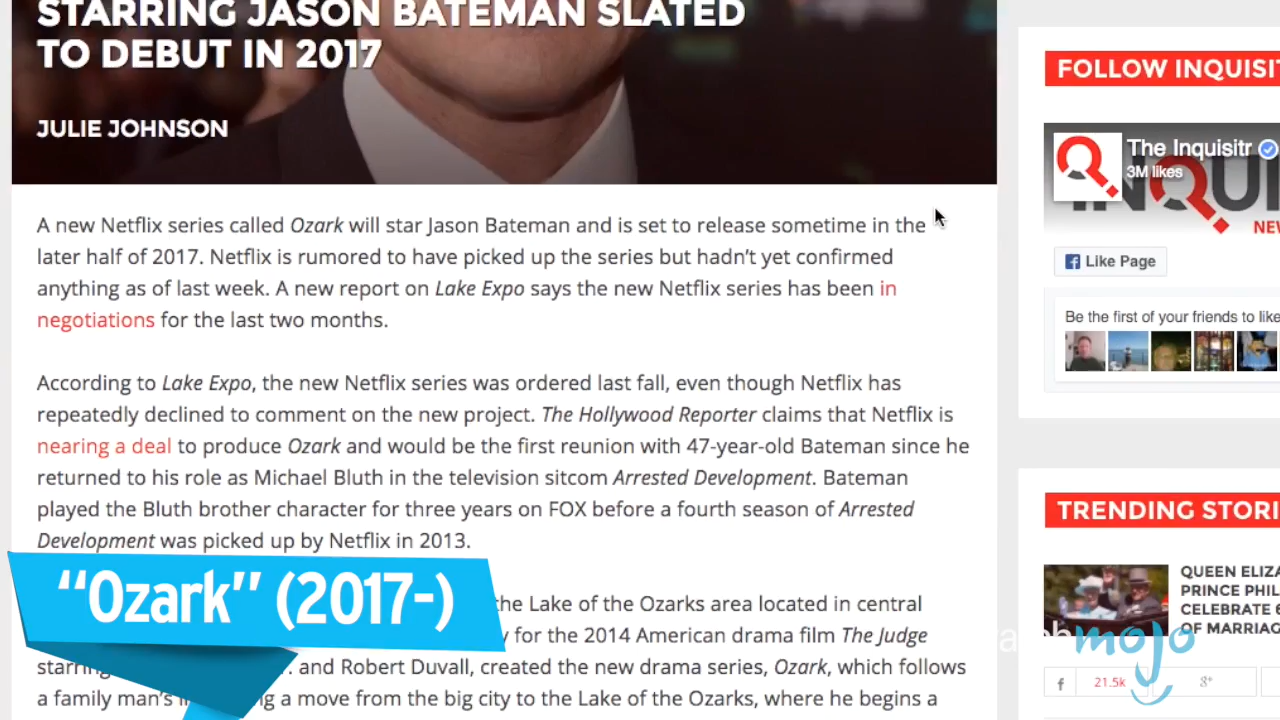 STARRING JASON BATEMAN SLATED
TO DEBUT IN 2017
JULIE JOHNSON
A new Netflix series called Ozark will star Jason Bateman and is set to release sometime in the
later half of 2017. Netflix is rumored to have picked up the series but hadn't yet confirmed
anything as of last week. A new report on Lake Expo says the new Netflix series has been in
negotiations for the last two months.
According to Lake Expo, the new Netflix series was ordered last fall, even though Netflix has
repeatedly declined to comment on the new project. The Hollywood Reporter claims that Netflix is
nearing a deal to produce Ozark and would be the first reunion with 47-year-old Bateman since he
returned to his role as Michael Bluth in the television sitcom Arrested Development. Bateman
played the Bluth brother character for three years on FOX before a fourth season of Arrested
Development was picked up by Netflix in 2013.
the Lake of the Ozarks area located in central
for the 2014 American drama film The Judge
and Robert Duvall, created the new drama series, Ozark, which follows
a family man's a move from the big city to the Lake of the Ozarks, where he begins a
"Ozark" (2017-)
FOLLOW INQUISIT
The Inquisitr
3M likes
NEW
Like Page
Be the first of your friends to like
TRENDING STORI
QUEEN ELIZA
PRINCE PHIL
CELEBRATE 6
OF MARRIAG
mojo
f
21.5k
g+